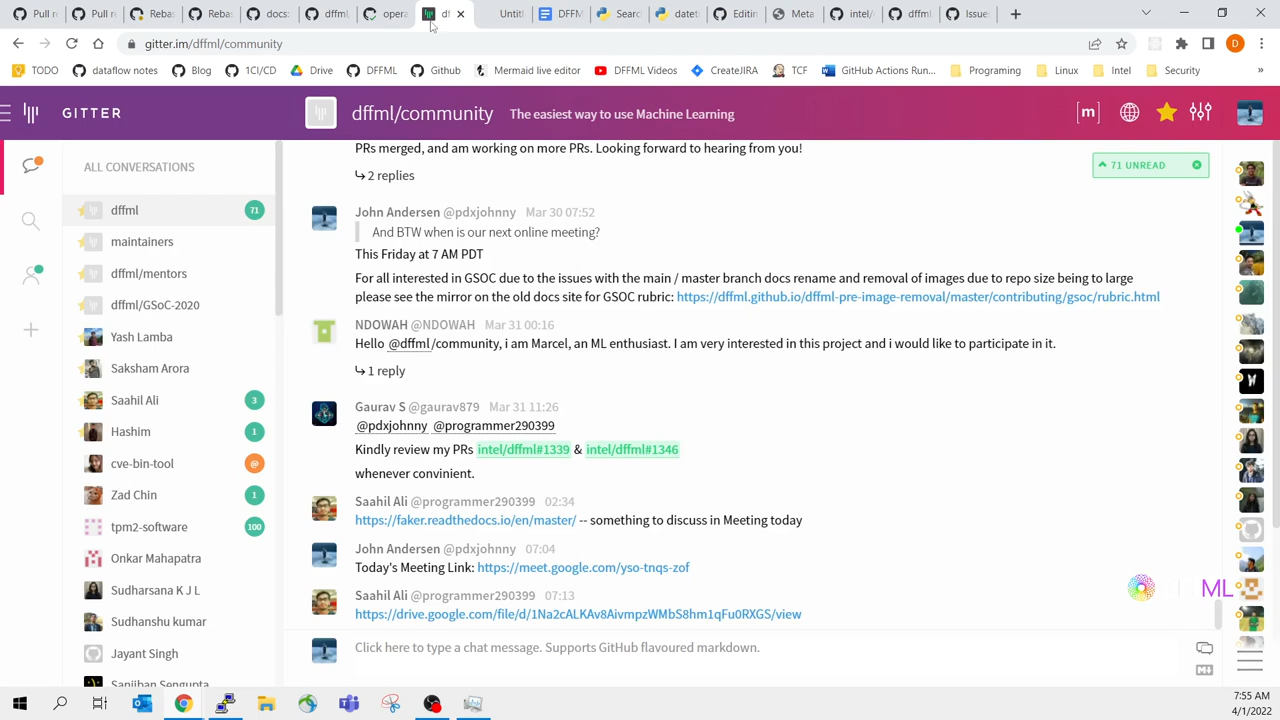 docs:
dffm
opera
df
Untitl
DFFM
Searc
dffml
Editin
Meta
intel/
dffml
Issue
gitter.im/dffml/community
D
TODO
dataflow notes
Blog
1CI/CD
Drive
DFFML
Github
Mermaid live editor
DFFML Videos
CreateJIRA
TCF
GitHub Actions Run...
Programing
Linux
Intel
Security
»
GITTER
dffml/community
The easiest way to use Machine Learning
[m]
ALL CONVERSATIONS
dffml
71
maintainers
dffml/mentors
dffml/GSoC-2020
Yash Lamba
Saksham Arora
Saahil Ali
3
Hashim
1
cve-bin-tool
@
Zad Chin
1
tpm2-software
100
Onkar Mahapatra
Sudharsana K J L
Sudhanshu kumar
Jayant Singh
Sanjiban Sengupta
71 UNREAD
PRs merged, and am working on more PRs. Looking forward to hearing from you!
2 replies
John Andersen @pdxjohnny Mar 30 07:52
And BTW when is our next online meeting?
This Friday at 7 AM PDT
For all interested in GSOC due to the issues with the main / master branch docs rename and removal of images due to repo size being to large
please see the mirror on the old docs site for GSOC rubric: https://dffml.github.io/dffml-pre-image-removal/master/contributing/gsoc/rubric.html
NDOWAH @NDOWAH Mar 31 00:16
Hello @dffml/community, i am Marcel, an ML enthusiast. I am very interested in this project and i would like to participate in it.
1 reply
Gaurav S @gaurav879 Mar 31 11:26
@pdxjohnny @programmer290399
Kindly review my PRs intel/dffml#1339 & intel/dffml#1346
whenever convinient.
Saahil Ali @programmer290399 02:34
https://faker.readthedocs.io/en/master/ -- something to discuss in Meeting today
John Andersen @pdxjohnny 07:04
Today's Meeting Link: https://meet.google.com/yso-tnqs-zof
Saahil Ali @programmer290399 07:13
https://drive.google.com/file/d/1Na2cALKAv8AivmpzWMbS8hm1qFu0RXGS/view
ML
Click here to type a chat message. Supports GitHub flavoured markdown.
7:55 AM
4/1/2022